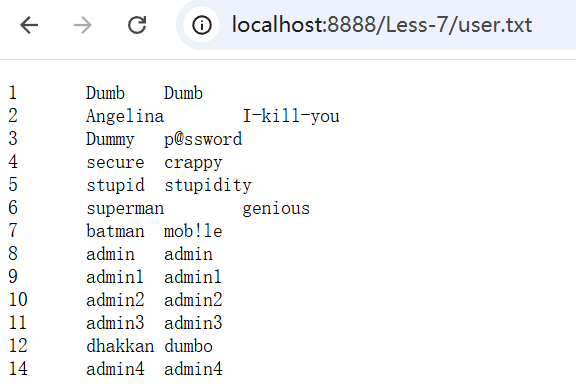 localhost:8888/Less-7/user.txt
1 Dumb Dumb
2 Angelina I-kill-you
3 Dummy p@ssword
4 secure crappy
5 stupid stupidity
6 superman genious
7 batman mob!le
8 admin admin
9 admin1 admin1
10 admin2 admin2
11 admin3 admin3
12 dhakkan dumbo
14 admin4 admin4